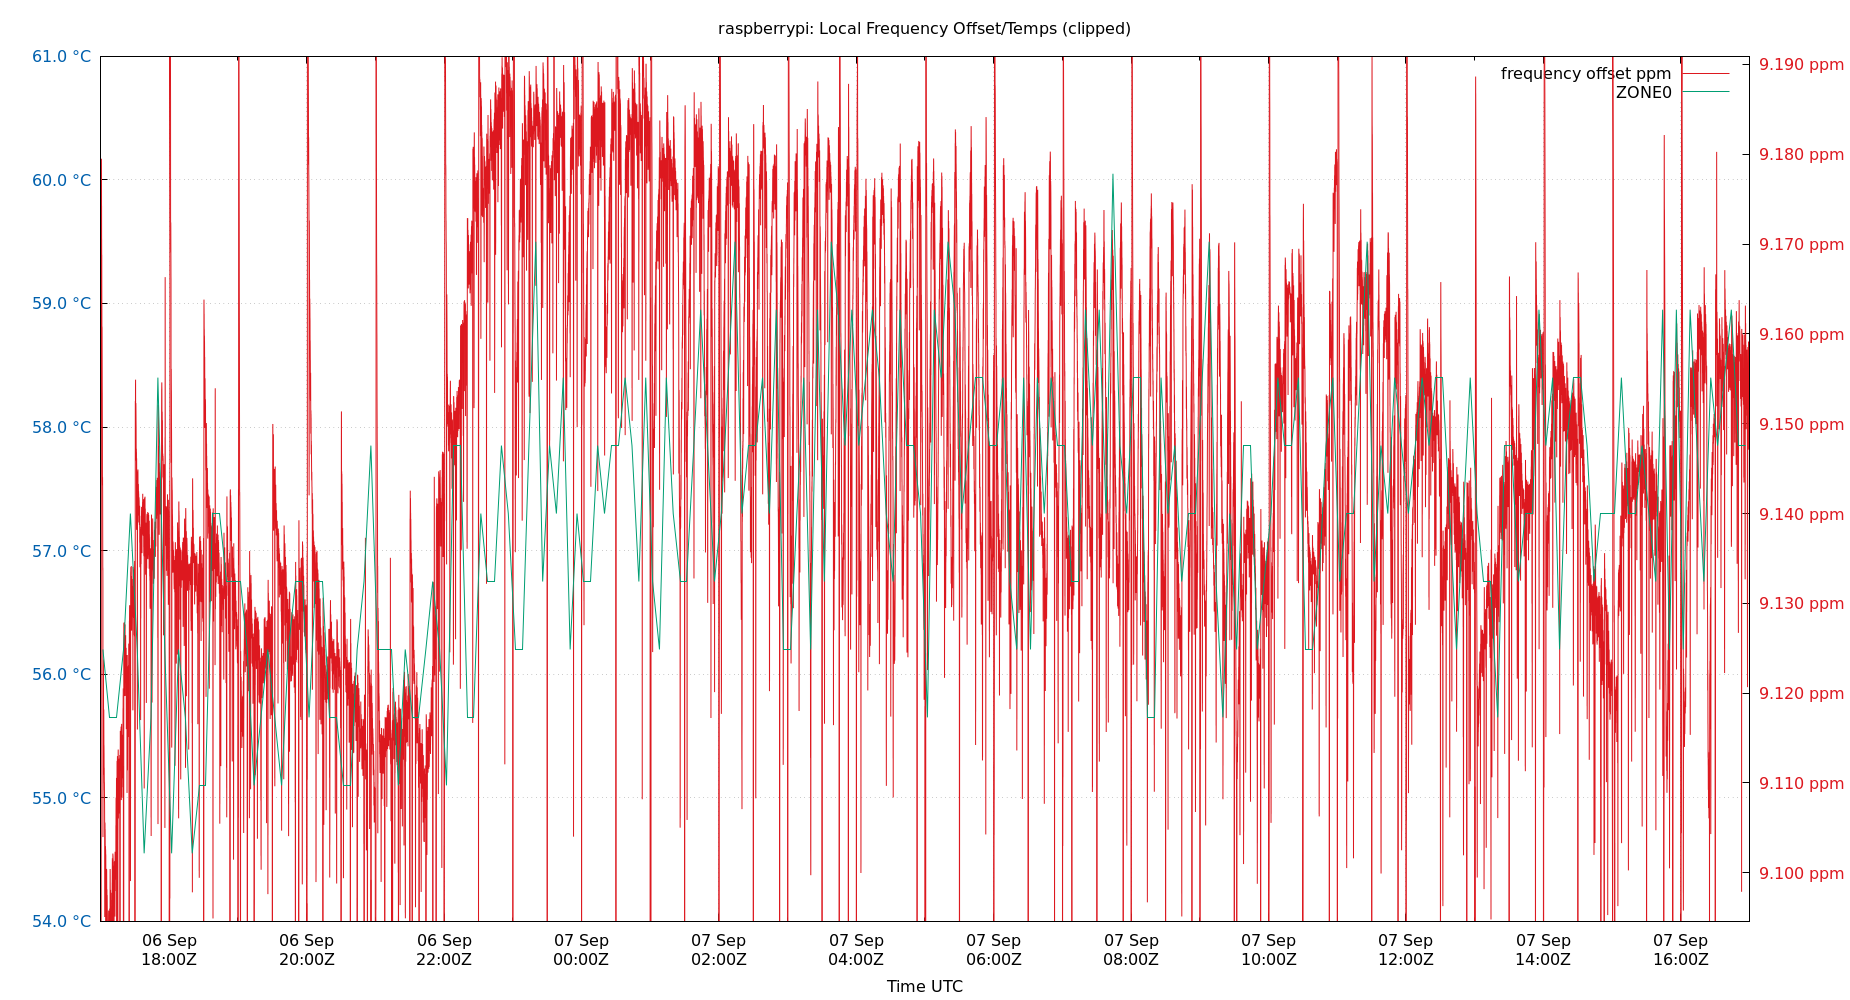 raspberrypi: Local Frequency Offset/Temps (clipped)
61.0 °C
60.0 °C
59.0 °C
58.0 °C
57.0 °C
56.0 °C
55.0 °C
54.0 °C
frequency offset ppm
ZONE0
9.190 ppm
9.180 ppm
9.170 ppm
9.160 ppm
9.150 ppm
9.140 ppm
9.130 ppm
9.120 ppm
9.110 ppm
9.100 ppm
06 Sep
18:00Z
06 Sep
20:00Z
06 Sep
22:00Z
07 Sep
00:00Z
07 Sep
02:00Z
07 Sep
04:00Z
07 Sep
06:00Z
07 Sep
08:00Z
07 Sep
10:00Z
07 Sep
12:00Z
07 Sep
14:00Z
07 Sep
16:00Z
Time UTC